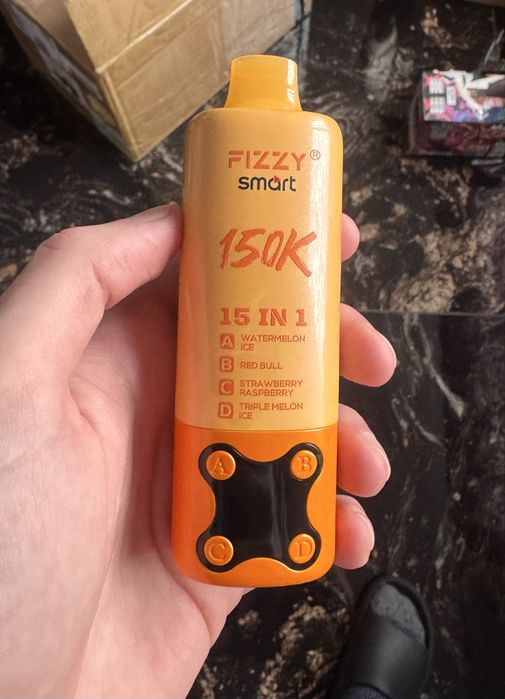 FIZZY®
smart
150K
15 IN 1
A WATERMELON
ICE
B RED BULL
C STRAWBERRY
RASPBERRY
D TRIPLE MELON
ICE
A B
C D